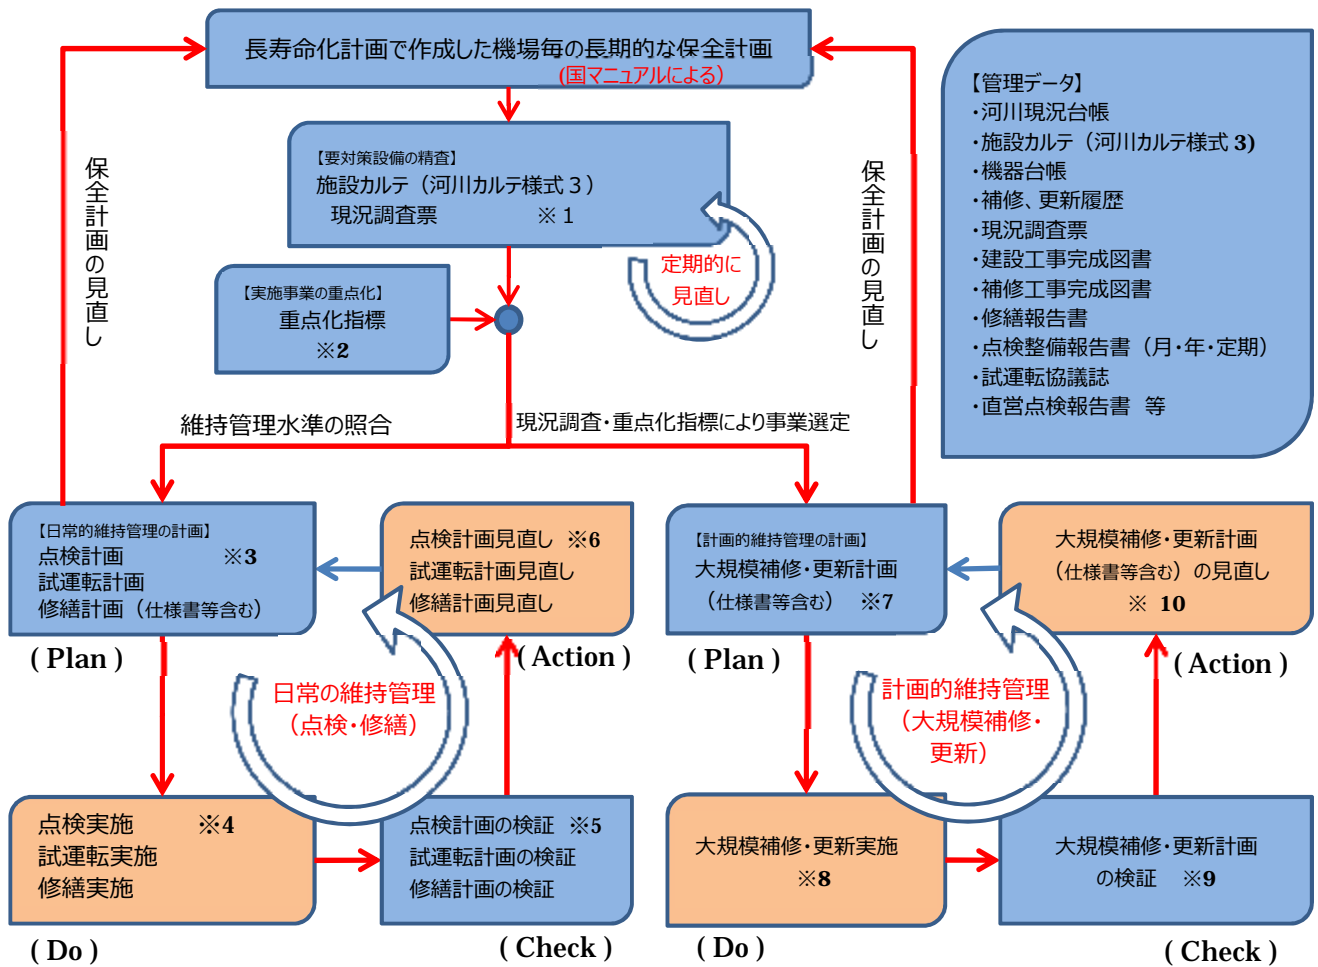 長寿命化計画で作成した機場毎の長期的な保全計画
(国マニュアルによる)
保全計画の見直し
【要対策設備の精査】
施設カルテ（河川カルテ様式３）
現況調査票 ※１
定期的に
見直し
【実施事業の重点化】
重点化指標
※2
保全計画の見直し
【管理データ】
・河川現況台帳
・施設カルテ（河川カルテ様式 3)
・機器台帳
・補修、更新履歴
・現況調査票
・建設工事完成図書
・補修工事完成図書
・修繕報告書
・点検整備報告書（月・年・定期）
・試運転協議誌
・直営点検報告書 等
維持管理水準の照合
現況調査・重点化指標により事業選定
【日常的維持管理の計画】
点検計画 ※3
試運転計画
修繕計画（仕様書等含む）
( Plan )
点検計画見直し ※6
試運転計画見直し
修繕計画見直し
( Action )
日常の維持管理
（点検・修繕）
点検実施 ※4
試運転実施
修繕実施
( Do )
点検計画の検証 ※5
試運転計画の検証
修繕計画の検証
( Check )
【計画的維持管理の計画】
大規模補修・更新計画
（仕様書等含む） ※7
( Plan )
大規模補修・更新計画
（仕様書等含む）の見直し
※ 10
( Action )
計画的維持管理
（大規模補修・
更新）
大規模補修・更新実施
※8
( Do )
大規模補修・更新計画
の検証 ※9
( Check )